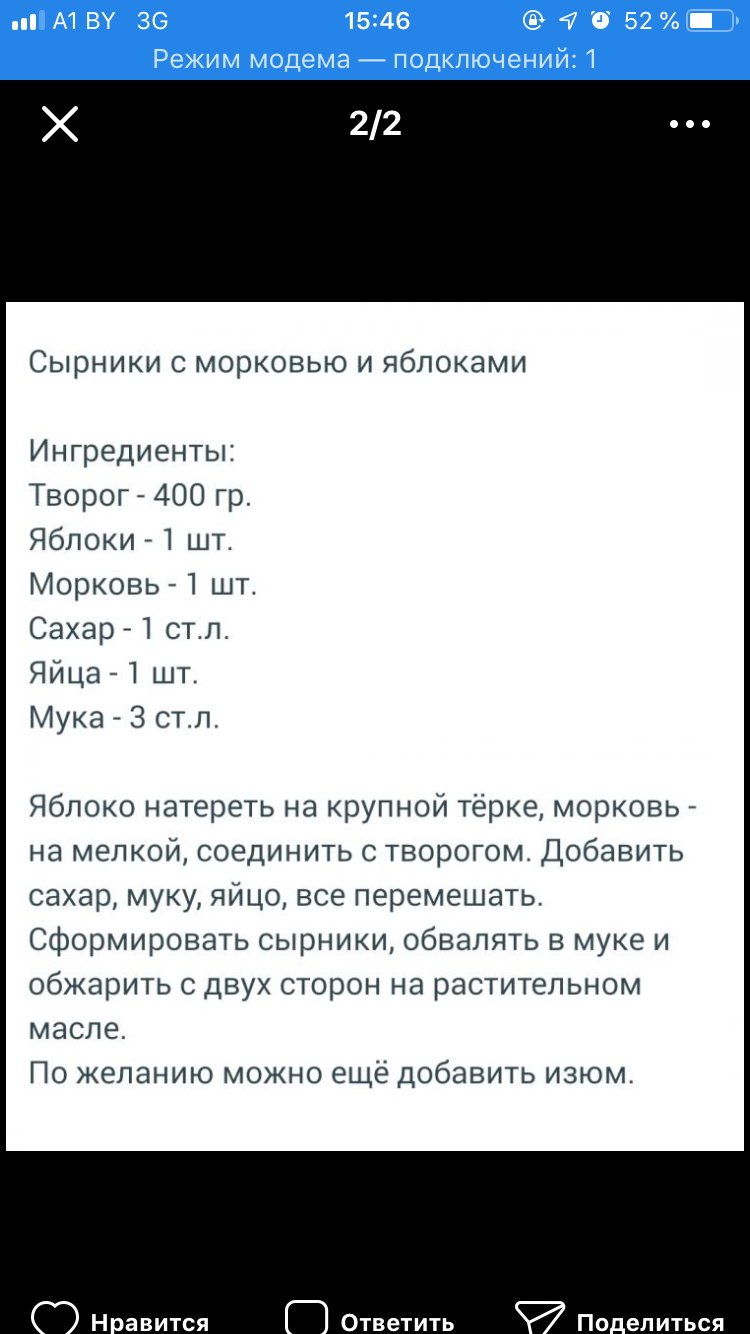 A1 BY 3G 15:46 52 %
Режим модема — подключений: 1
2/2
Сырники с морковью и яблоками
Ингредиенты:
Творог - 400 гр.
Яблоки - 1 шт.
Морковь - 1 шт.
Сахар - 1 ст.л.
Яйца - 1 шт.
Мука - 3 ст.л.
Яблоко натереть на крупной тёрке, морковь -
на мелкой, соединить с творогом. Добавить
сахар, муку, яйцо, все перемешать.
Сформировать сырники, обвалять в муке и
обжарить с двух сторон на растительном
масле.
По желанию можно ещё добавить изюм.
Нравится Ответить Поделиться